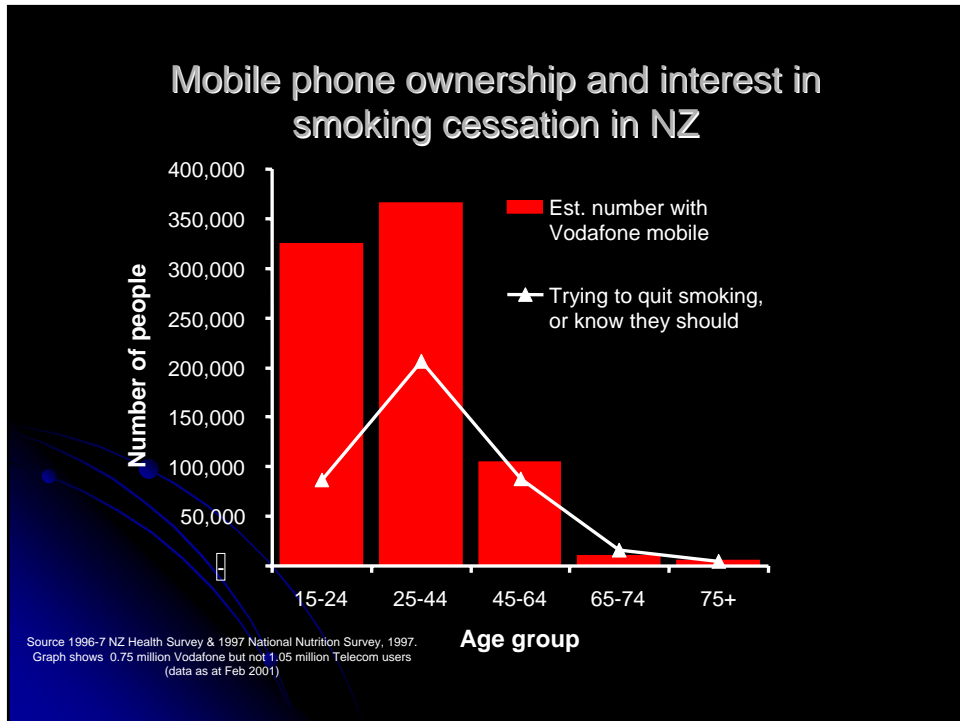 Mobile phone ownership and interest in
smoking cessation in NZ
400,000
350,000
300,000
250,000
200,000
150,000
100,000
50,000
-
Number of people
Est. number with
Vodafone mobile
Trying to quit smoking,
or know they should
15-24 25-44 45-64 65-74 75+
Age group
Source 1996-7 NZ Health Survey & 1997 National Nutrition Survey, 1997.
Graph shows 0.75 million Vodafone but not 1.05 million Telecom users
(data as at Feb 2001)